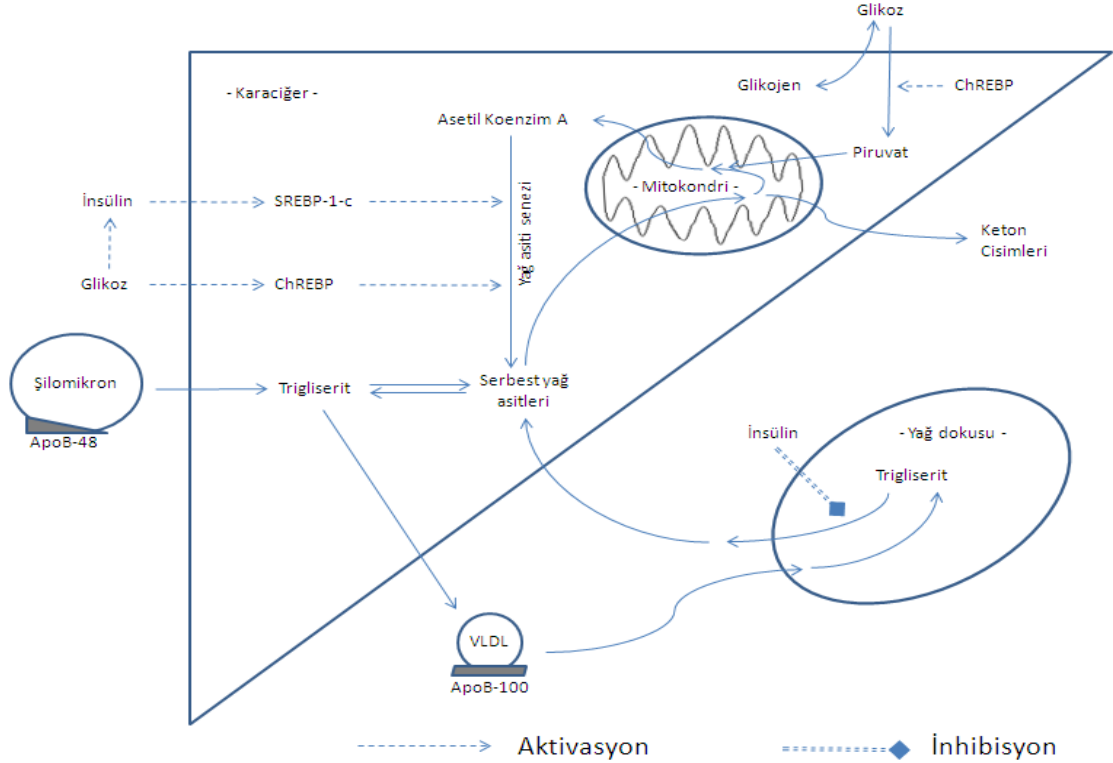 Glikoz
- Karaciğer -
Glikojen
ChREBP
Asetil Koenzim A
Piruvat
- Mitokondri -
İnsülin
SREBP-1-c
Yağ asiti senezi
Keton
Cisimleri
Glikoz
ChREBP
Şilomikron
Trigliserit
Serbest yağ
asitleri
ApoB-48
İnsülin
- Yağ dokusu -
Trigliserit
VLDL
ApoB-100
Aktivasyon
İnhibisyon